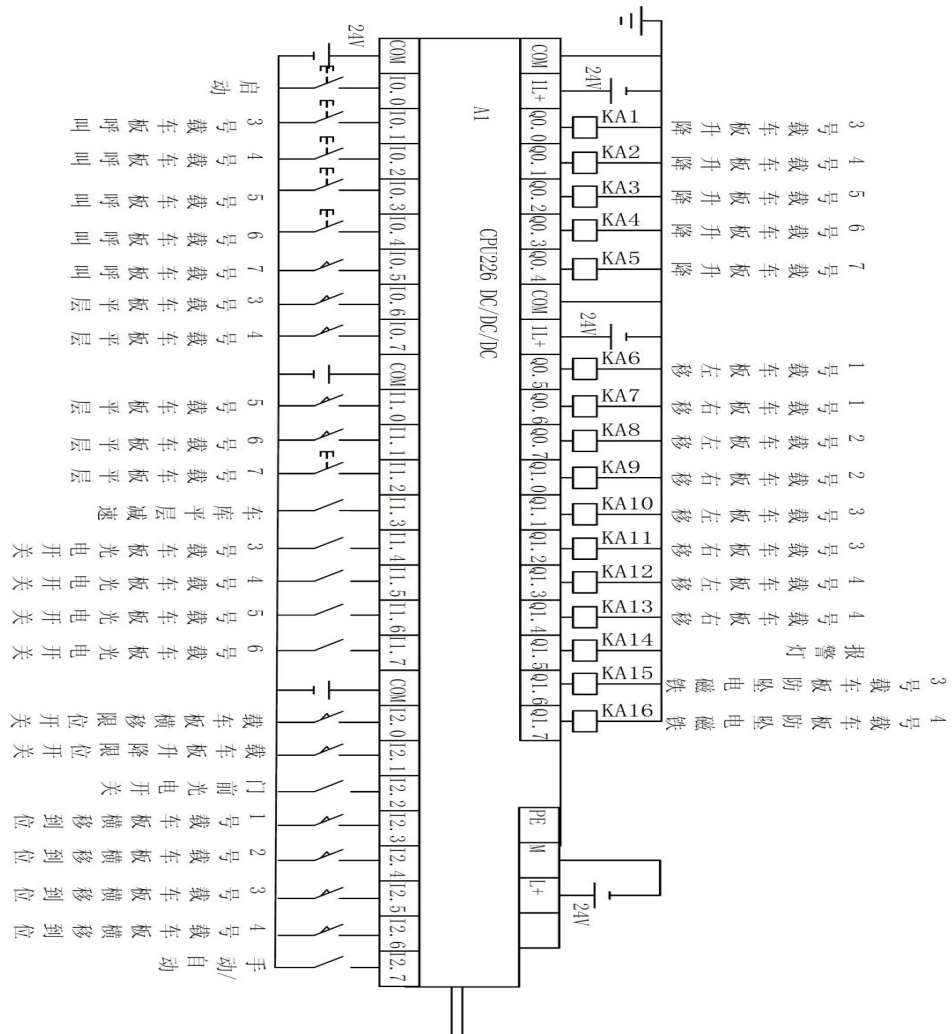 24V
启动
3号载车板呼叫
4号载车板呼叫
5号载车板呼叫
6号载车板呼叫
7号载车板呼叫
3号载车板平层
4号载车板平层
5号载车板平层
6号载车板平层
7号载车板平层
车库平层减速
3号载车板光电开关
4号载车板光电开关
5号载车板光电开关
6号载车板光电开关
载车板横移限位开关
载车板升降限位开关
门前光电开关
1号载车板横移到位
2号载车板横移到位
3号载车板横移到位
4号载车板横移到位
手动/自动
COM
I0.0
I0.1
I0.2
I0.3
I0.4
I0.5
I0.6
I0.7
COM
I1.0
I1.1
I1.2
I1.3
I1.4
I1.5
I1.6
I1.7
COM
I2.0
I2.1
I2.2
I2.3
I2.4
I2.5
I2.6
I2.7
A1
CPU226 DC/DC/DC
COM
1L+
Q0.0
Q0.1
Q0.2
Q0.3
Q0.4
COM
1L+
Q0.5
Q0.6
Q0.7
Q1.0
Q1.1
Q1.2
Q1.3
Q1.4
Q1.5
Q1.6
Q1.7
PE
M
L+
24V
KA1
KA2
KA3
KA4
KA5
24V
KA6
KA7
KA8
KA9
KA10
KA11
KA12
KA13
KA14
KA15
KA16
24V
3号载车板升降
4号载车板升降
5号载车板升降
6号载车板升降
7号载车板升降
1号载车板左移
1号载车板右移
2号载车板左移
2号载车板右移
3号载车板左移
3号载车板右移
4号载车板左移
4号载车板右移
报警灯
3号载车板防坠电磁铁
4号载车板防坠电磁铁